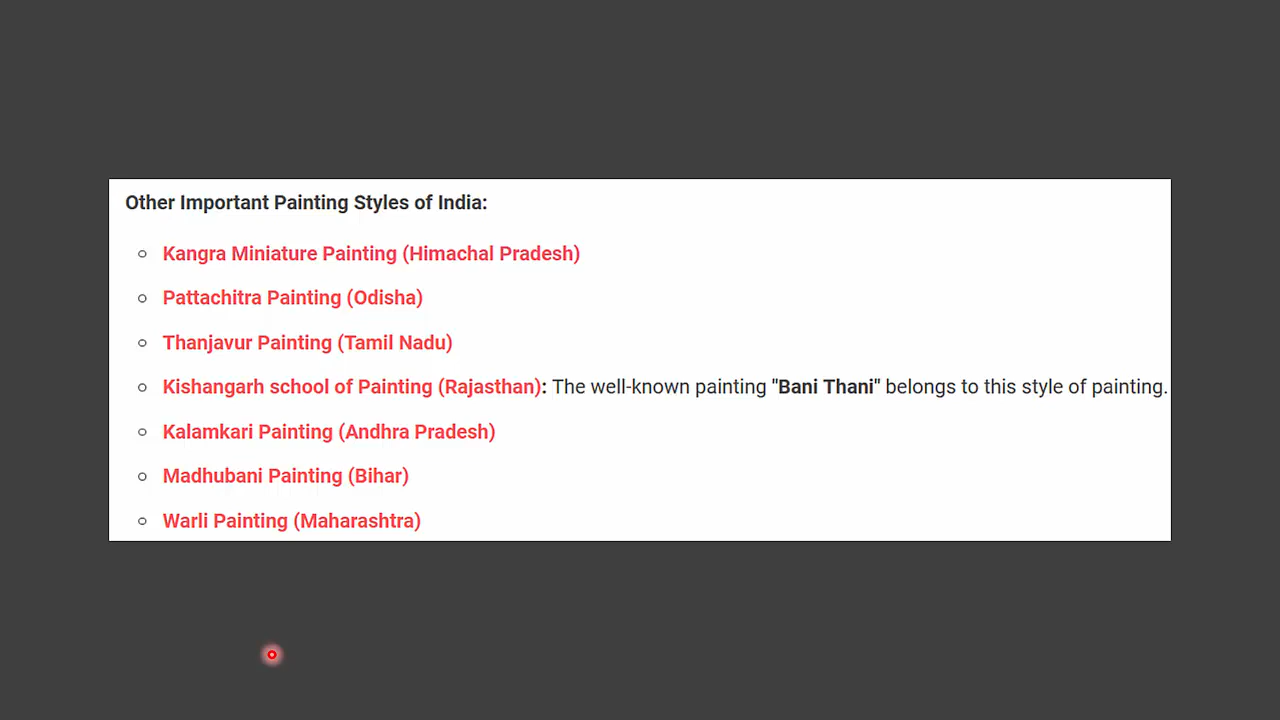 Other Important Painting Styles of India:
Kangra Miniature Painting (Himachal Pradesh)
Pattachitra Painting (Odisha)
Thanjavur Painting (Tamil Nadu)
Kishangarh school of Painting (Rajasthan): The well-known painting "Bani Thani" belongs to this style of painting.
Kalamkari Painting (Andhra Pradesh)
Madhubani Painting (Bihar)
Warli Painting (Maharashtra)